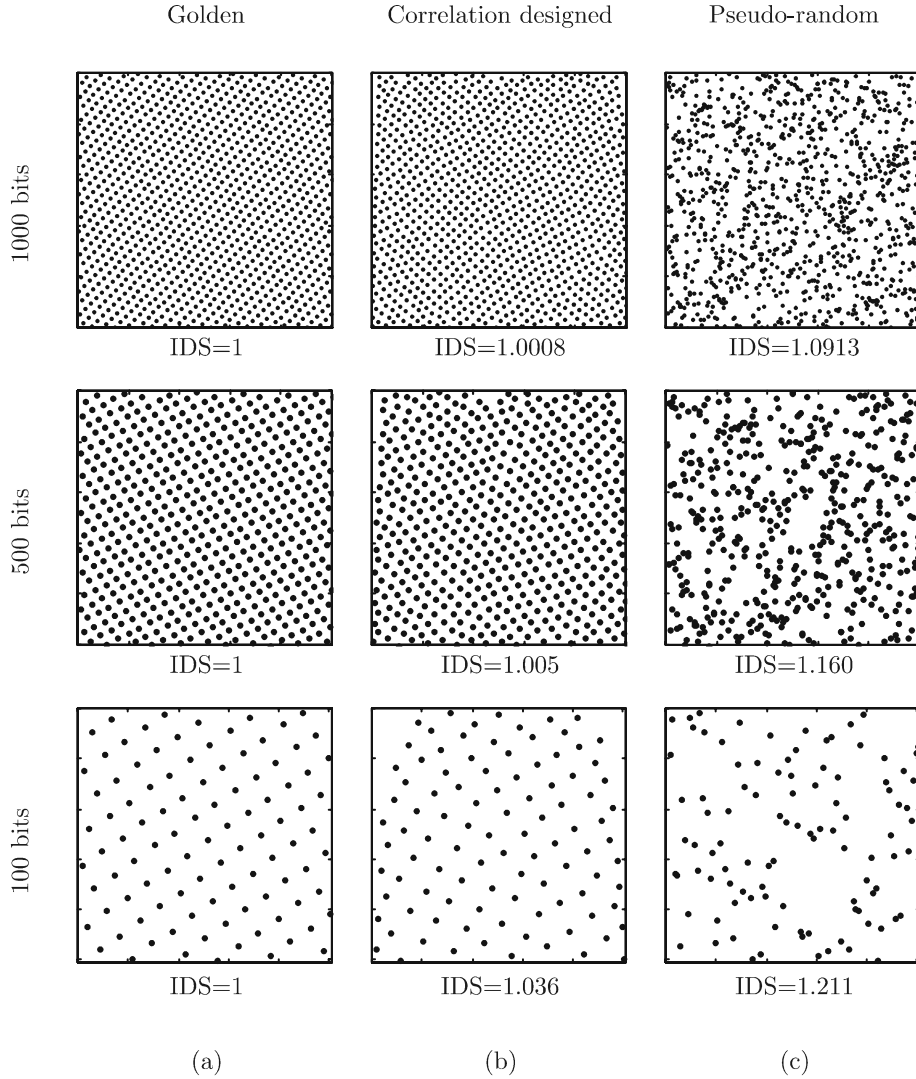 Golden Correlation designed Pseudo-random
1000 bits
IDS=1 IDS=1.0008 IDS=1.0913
500 bits
IDS=1 IDS=1.005 IDS=1.160
100 bits
IDS=1 IDS=1.036 IDS=1.211
(a) (b) (c)